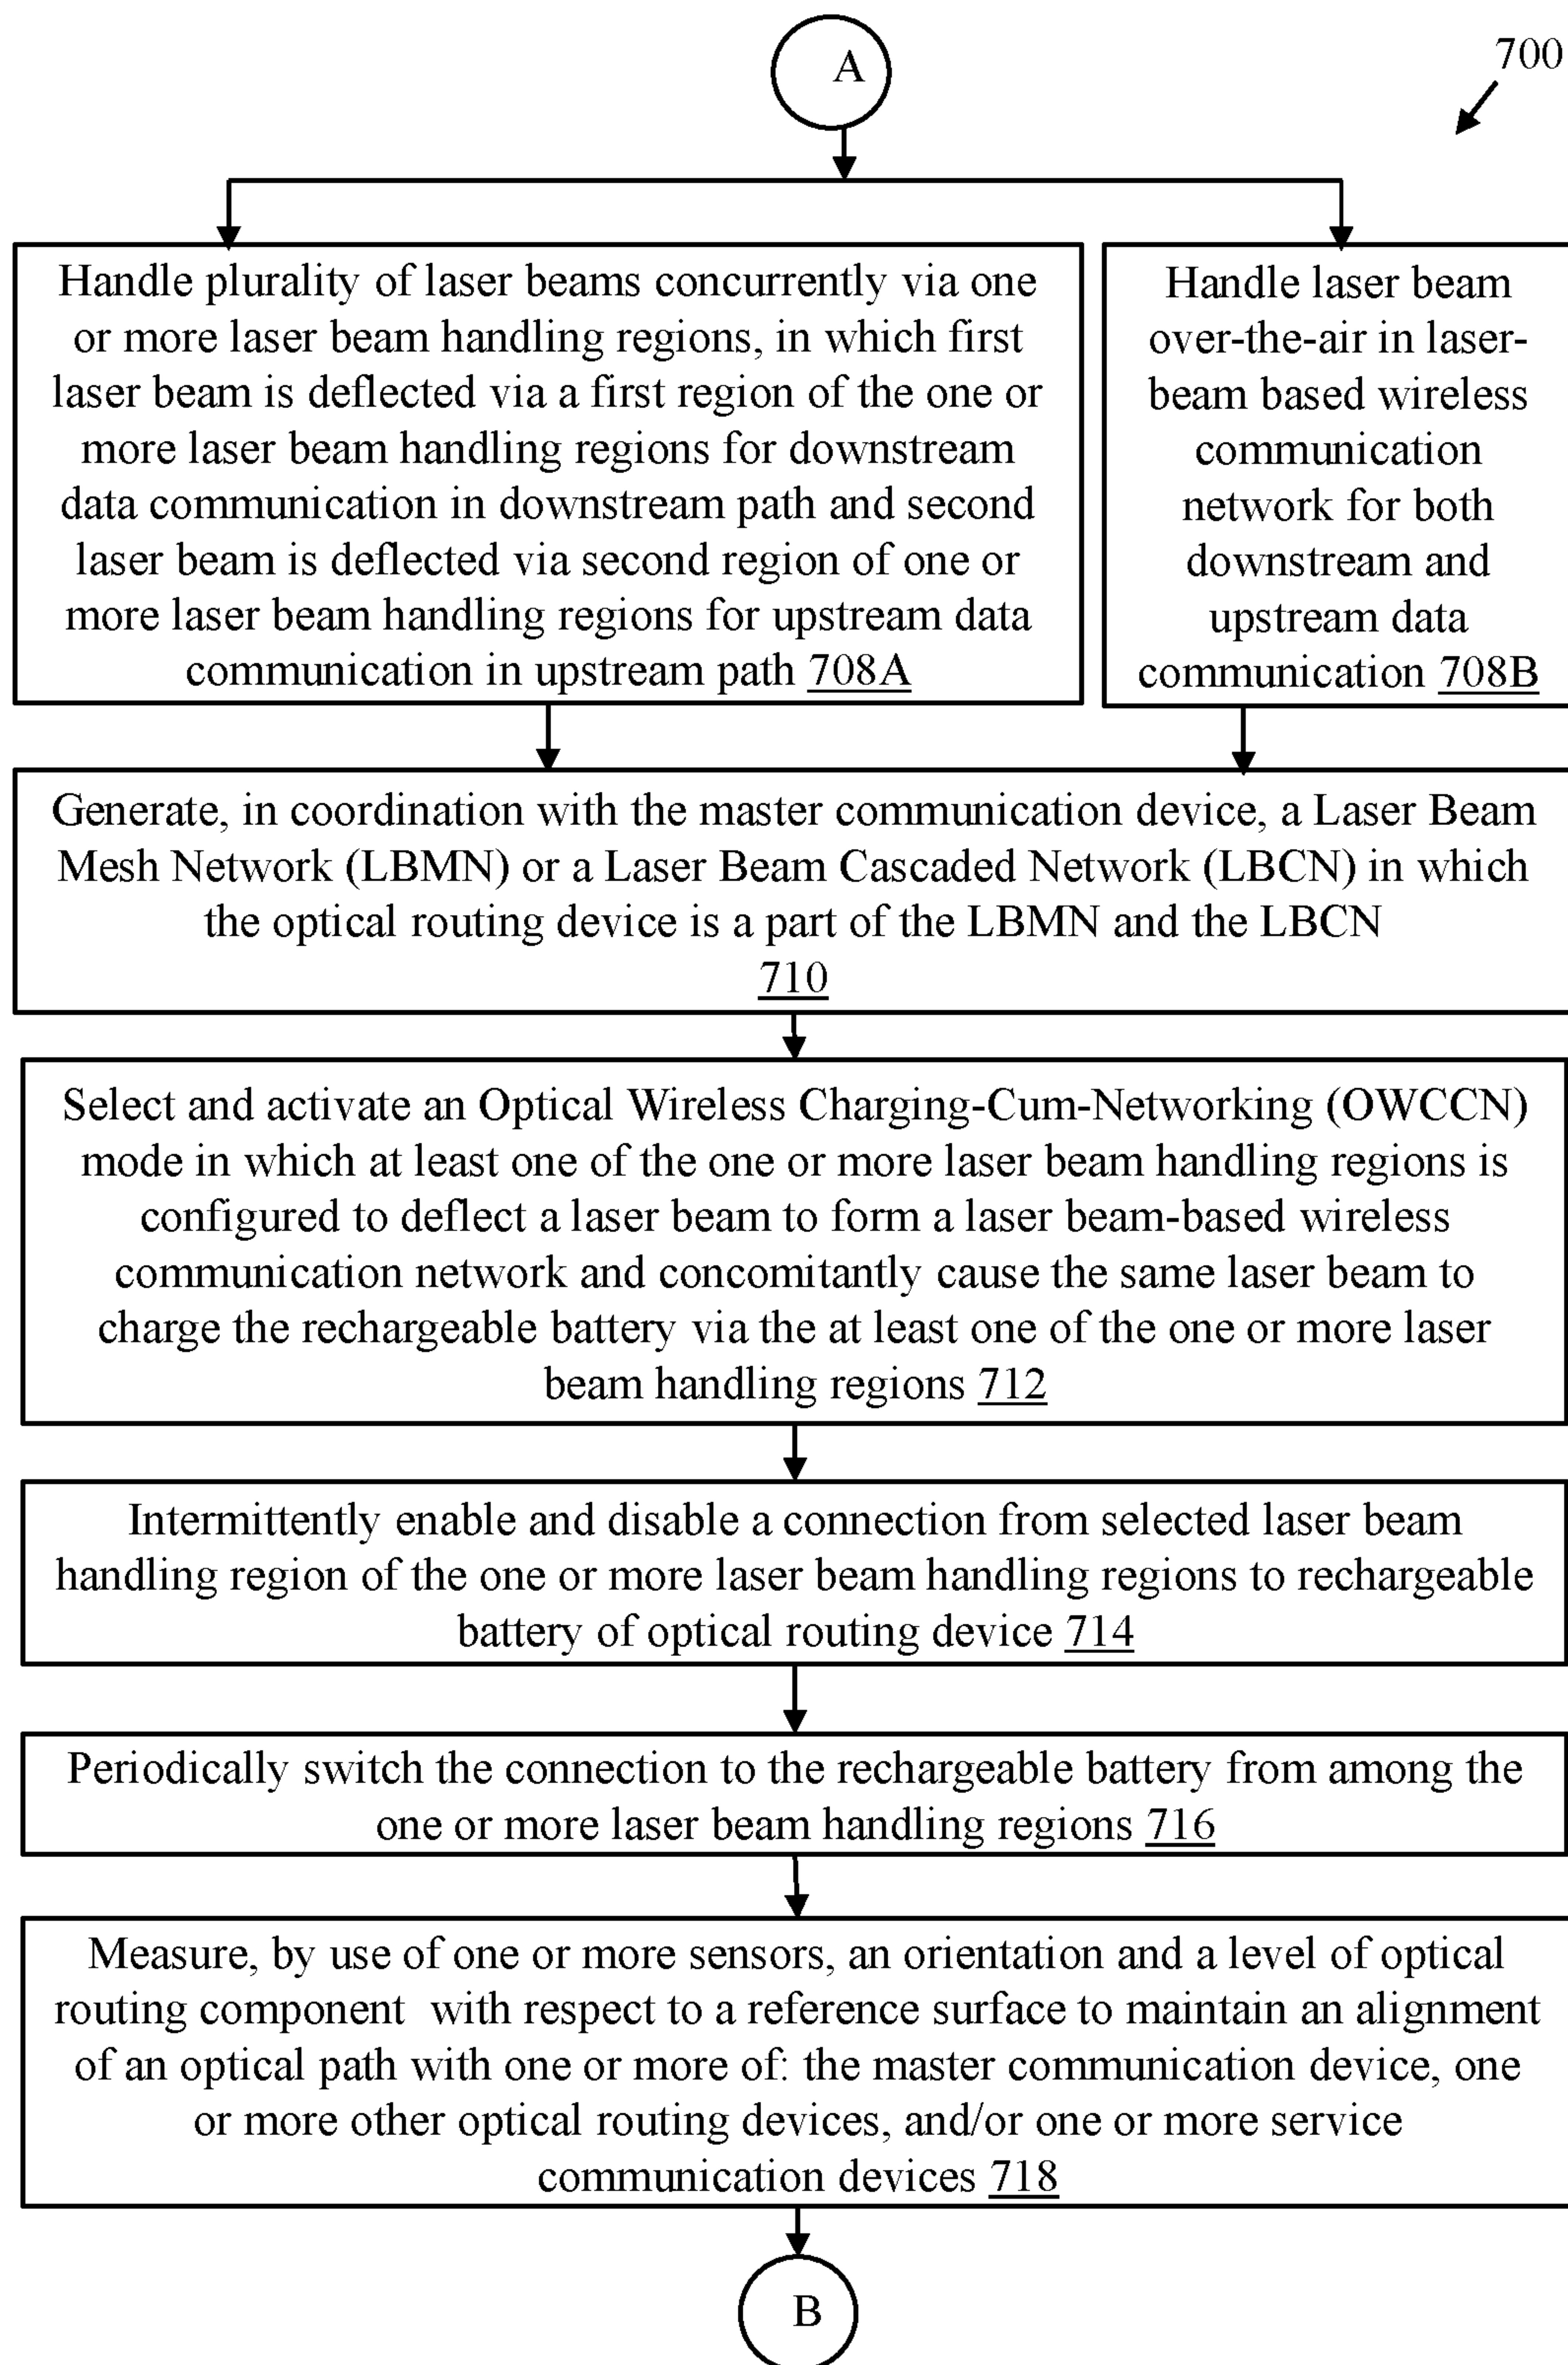 A
700
Handle plurality of laser beams concurrently via one
or more laser beam handling regions, in which first
laser beam is deflected via a first region of the one or
more laser beam handling regions for downstream
data communication in downstream path and second
laser beam is deflected via second region of one or
more laser beam handling regions for upstream data
communication in upstream path 708A
Handle laser beam
over-the-air in laser-
beam based wireless
communication
network for both
downstream and
upstream data
communication 708B
Generate, in coordination with the master communication device, a Laser Beam
Mesh Network (LBMN) or a Laser Beam Cascaded Network (LBCN) in which
the optical routing device is a part of the LBMN and the LBCN
710
Select and activate an Optical Wireless Charging-Cum-Networking (OWCCN)
mode in which at least one of the one or more laser beam handling regions is
configured to deflect a laser beam to form a laser beam-based wireless
communication network and concomitantly cause the same laser beam to
charge the rechargeable battery via the at least one of the one or more laser
beam handling regions 712
Intermittently enable and disable a connection from selected laser beam
handling region of the one or more laser beam handling regions to rechargeable
battery of optical routing device 714
Periodically switch the connection to the rechargeable battery from among the
one or more laser beam handling regions 716
Measure, by use of one or more sensors, an orientation and a level of optical
routing component with respect to a reference surface to maintain an alignment
of an optical path with one or more of: the master communication device, one
or more other optical routing devices, and/or one or more service
communication devices 718
B